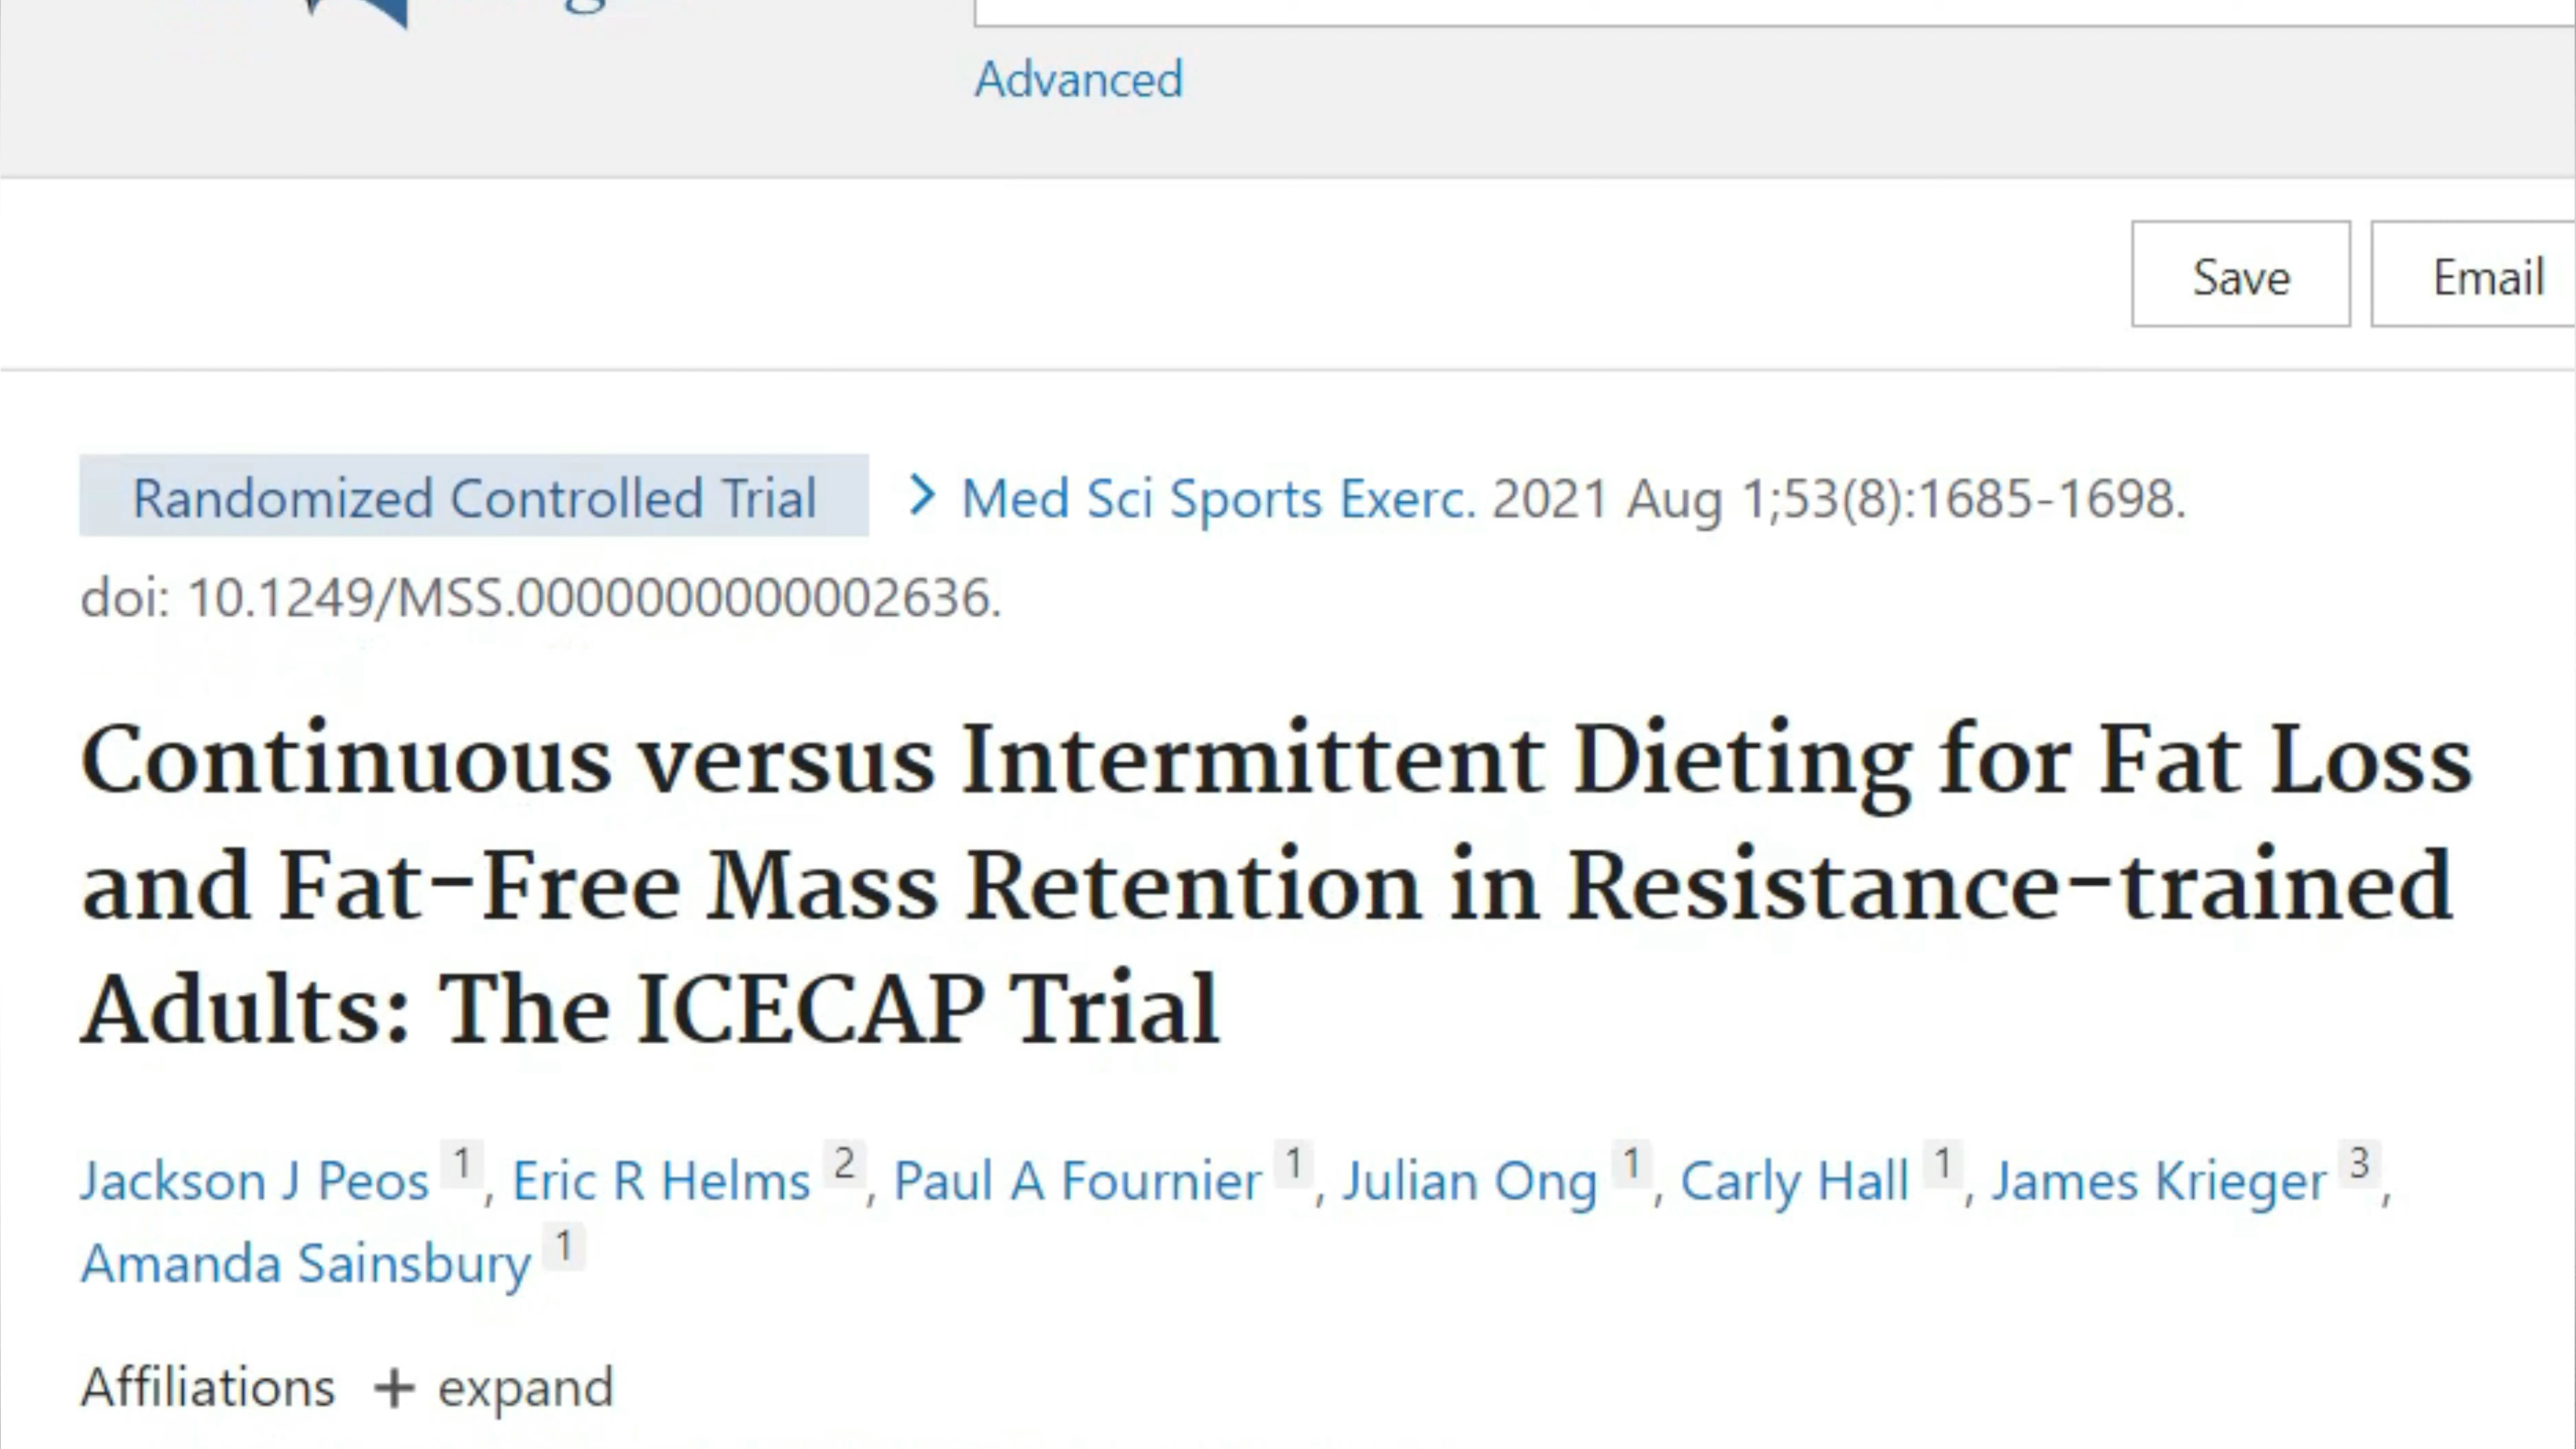 Advanced
Save Email
Randomized Controlled Trial > Med Sci Sports Exerc. 2021 Aug 1;53(8):1685-1698.
doi: 10.1249/MSS.0000000000002636.
Continuous versus Intermittent Dieting for Fat Loss
and Fat-Free Mass Retention in Resistance-trained
Adults: The ICECAP Trial
Jackson J Peos 1, Eric R Helms 2, Paul A Fournier 1, Julian Ong 1, Carly Hall 1, James Krieger 3,
Amanda Sainsbury 1
Affiliations + expand